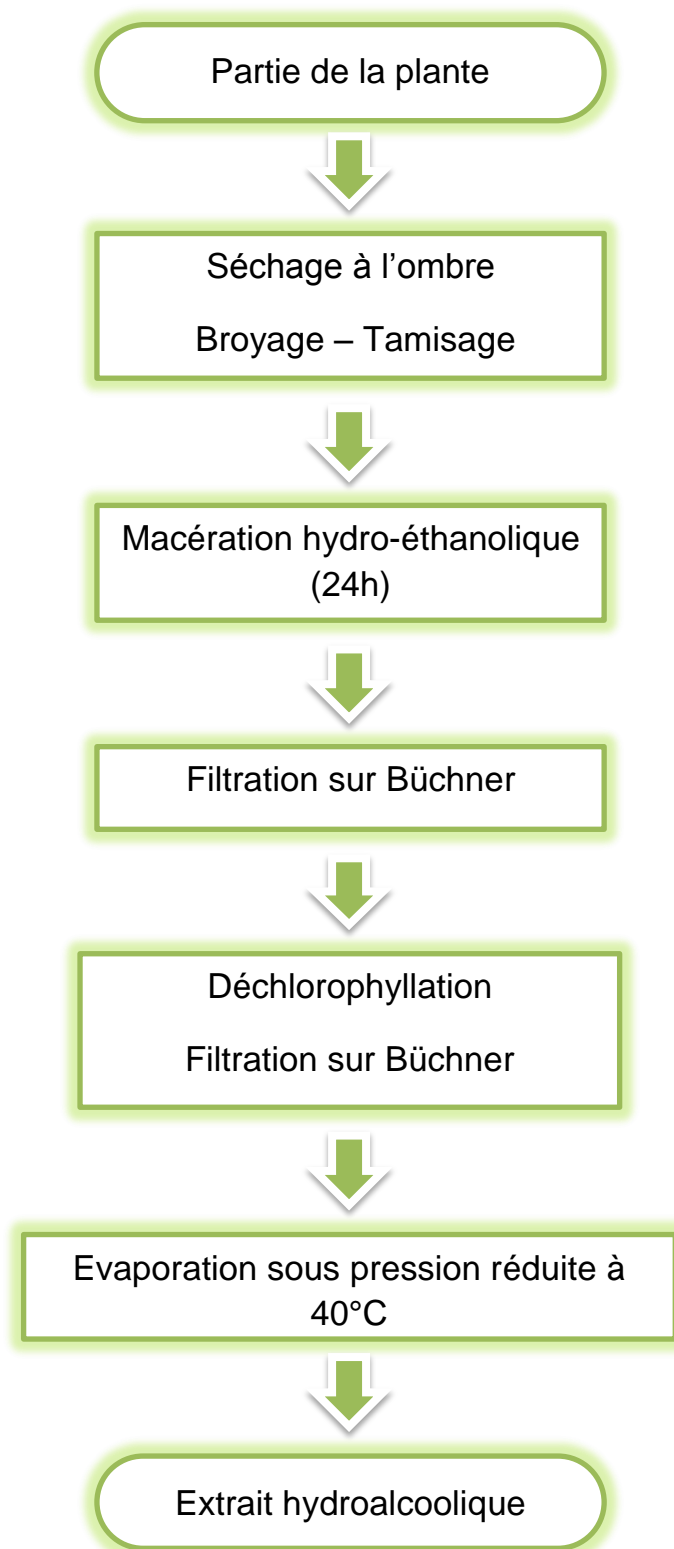 Partie de la plante
Séchage à l’ombre
Broyage – Tamisage
Macération hydro-éthanolique
(24h)
Filtration sur Büchner
Déchlorophyllation
Filtration sur Büchner
Evaporation sous pression réduite à
40°C
Extrait hydroalcoolique